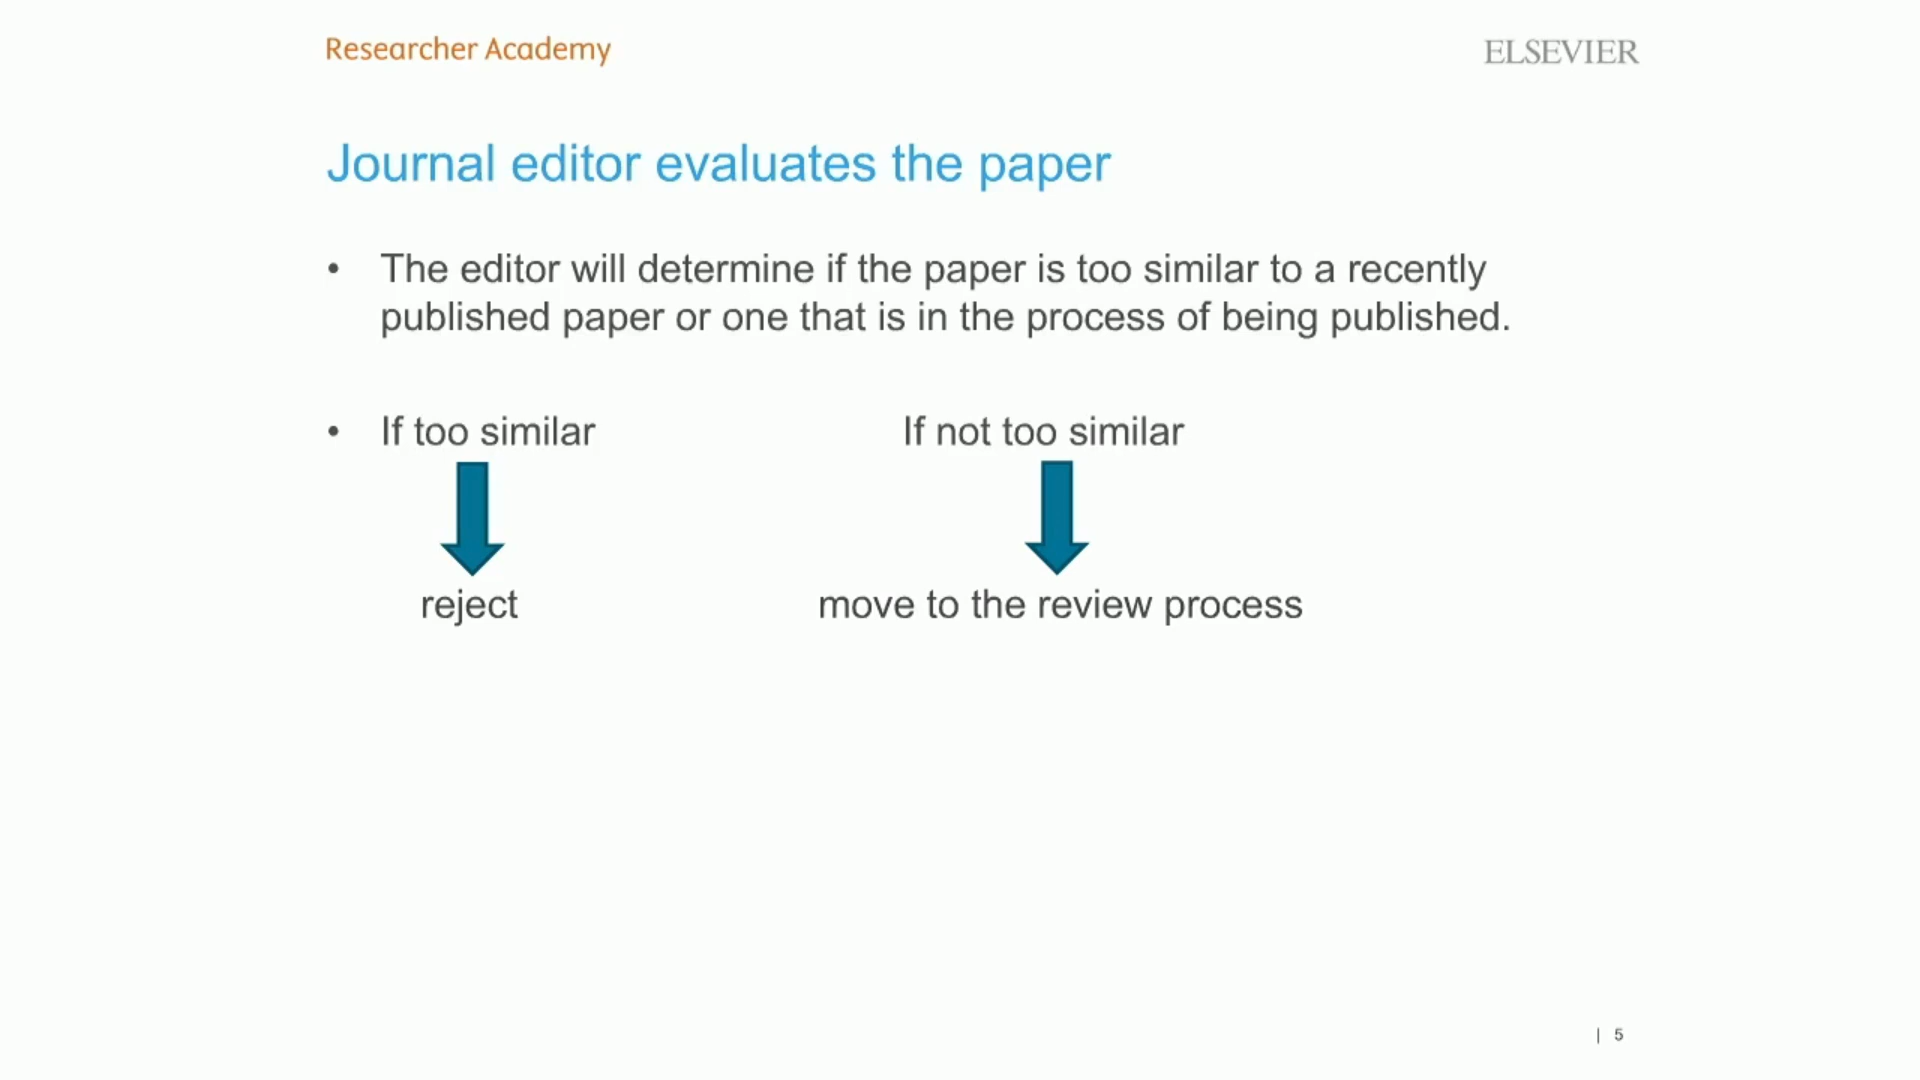 Researcher Academy
ELSEVIER
Journal editor evaluates the paper
• The editor will determine if the paper is too similar to a recently
published paper or one that is in the process of being published.
• If too similar
If not too similar
reject
move to the review process
| 5